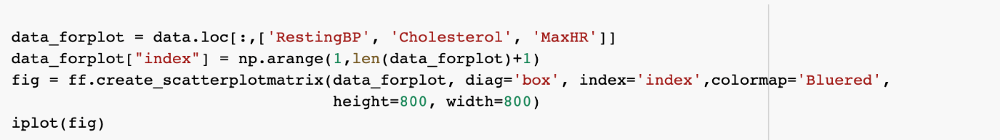 data_forplot = data.loc[:,['RestingBP', 'Cholesterol', 'MaxHR']]
data_forplot["index"] = np.arange(1,len(data_forplot)+1)
fig = ff.create_scatterplotmatrix(data_forplot, diag='box', index='index',colormap='Bluered',
                                  height=800, width=800)
iplot(fig)